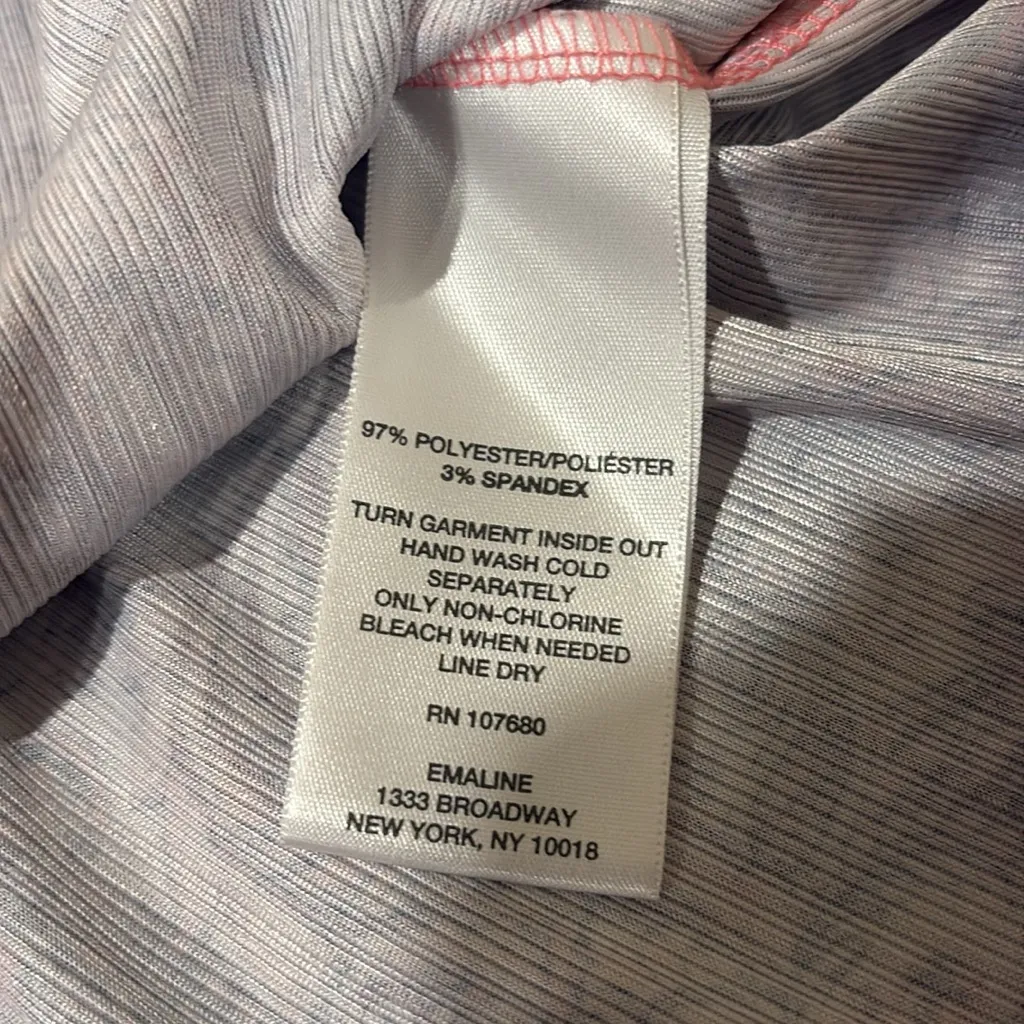 97% POLYESTER/POLIÉSTER
3% SPANDEX
TURN GARMENT INSIDE OUT
HAND WASH COLD
SEPARATELY
ONLY NON-CHLORINE
BLEACH WHEN NEEDED
LINE DRY
RN 107680
EMALINE
1333 BROADWAY
NEW YORK, NY 10018